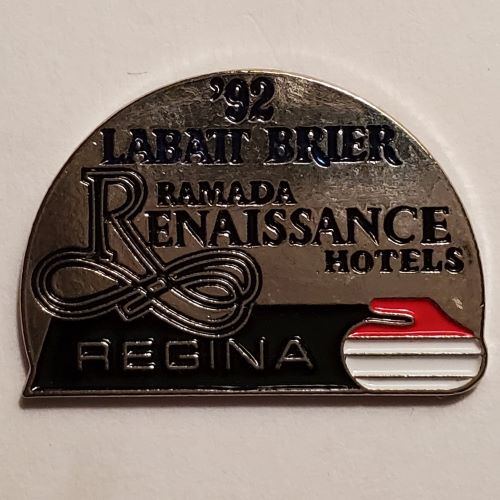 '92
LABATT BRIER
RAMADA
RENAISSANCE
HOTELS
REGINA